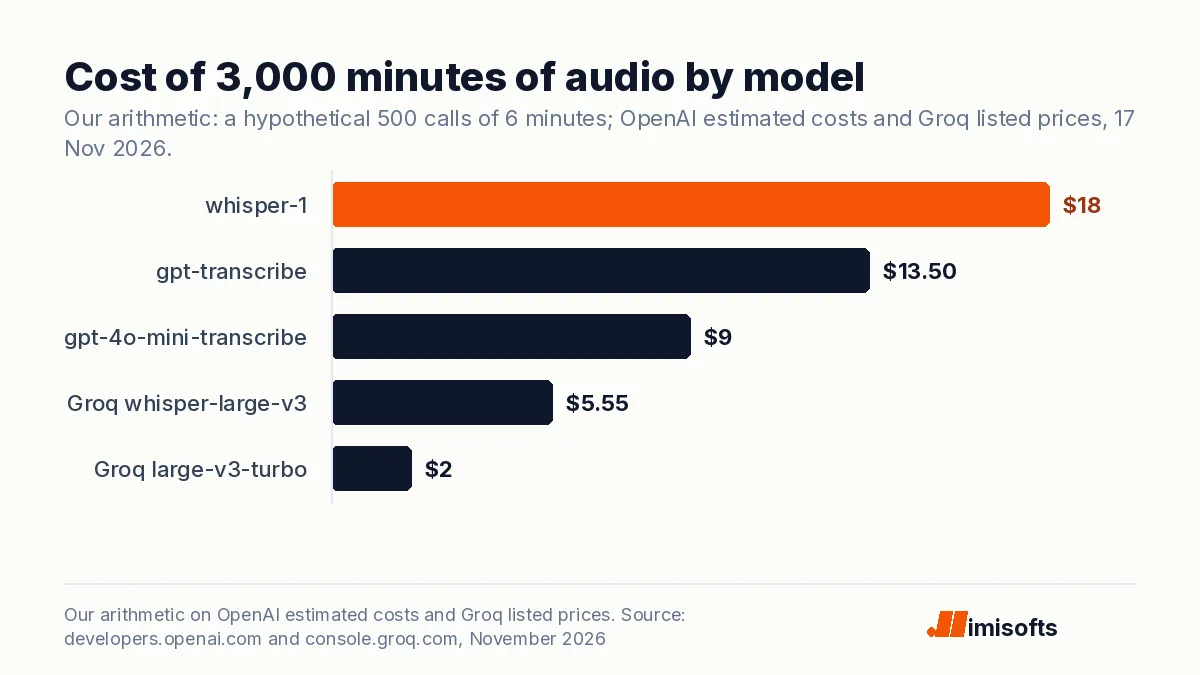 Cost of 3,000 minutes of audio by model
Our arithmetic: a hypothetical 500 calls of 6 minutes; OpenAI estimated costs and Groq listed prices, 17
Nov 2026.
whisper-1 $18
gpt-transcribe $13.50
gpt-4o-mini-transcribe $9
Groq whisper-large-v3 $5.55
Groq large-v3-turbo $2
Our arithmetic on OpenAI estimated costs and Groq listed prices. Source:
developers.openai.com and console.groq.com, November 2026
imisofts